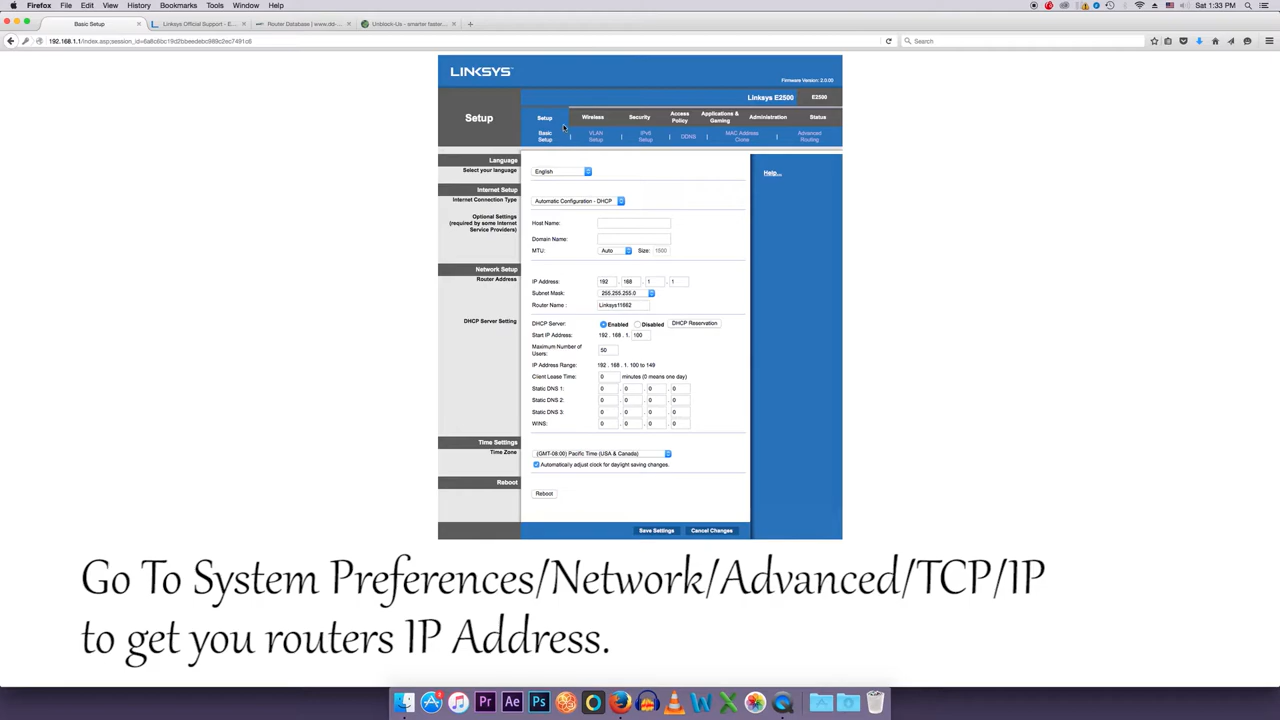 Firefox File Edit View History Bookmarks Tools Window Help
Sat 1:33 PM
Basic Setup
Linksys Official Support - E...
Router Database | www.dd-...
Unblock-Us - smarter faster...
192.168.1.1/index.asp;session_id=
Search
LINKSYS
Firmware Version: 2.0.00
Linksys E2500 E2500
Setup
Setup Wireless Security Access Policy Applications & Gaming Administration Status
Basic Setup | VLAN Setup | IPv6 Setup | DDNS | MAC Address Clone | Advanced Routing
Language
Select your language English
Help...
Internet Setup
Internet Connection Type Automatic Configuration - DHCP
Optional Settings
(required by some Internet
Service Providers)
Host Name:
Domain Name:
MTU: Auto Size: 1500
Network Setup
Router Address
IP Address: 192 . 168 . 1 . 1
Subnet Mask: 255.255.255.0
Router Name : Linksys11662
DHCP Server Setting
DHCP Server: Enabled Disabled DHCP Reservation
Start IP Address: 192 . 168 . 1. 100
Maximum Number of
Users: 50
IP Address Range: 192 . 168 . 1. 100 to 149
Client Lease Time: 0 minutes (0 means one day)
Static DNS 1: 0 . 0 . 0 . 0
Static DNS 2: 0 . 0 . 0 . 0
Static DNS 3: 0 . 0 . 0 . 0
WINS: 0 . 0 . 0 . 0
Time Settings
Time Zone (GMT-08:00) Pacific Time (USA & Canada)
Automatically adjust clock for daylight saving changes.
Reboot
Reboot
Save Settings Cancel Changes
Go To System Preferences/Network/Advanced/TCP/IP
to get you routers IP Address.
Pr Ae Ps